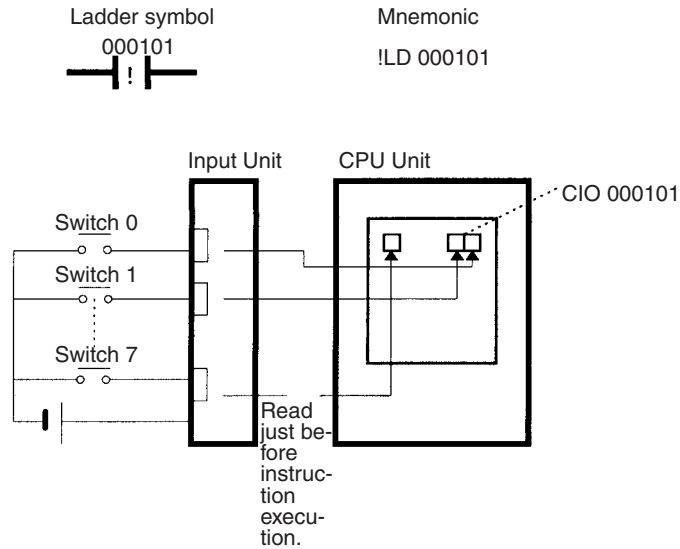 Ladder symbol
000101
!
Mnemonic
!LD 000101
Input Unit
CPU Unit
CIO 000101
Switch 0
Switch 1
Switch 7
Read
just be-
fore
instruc-
tion
execu-
tion.